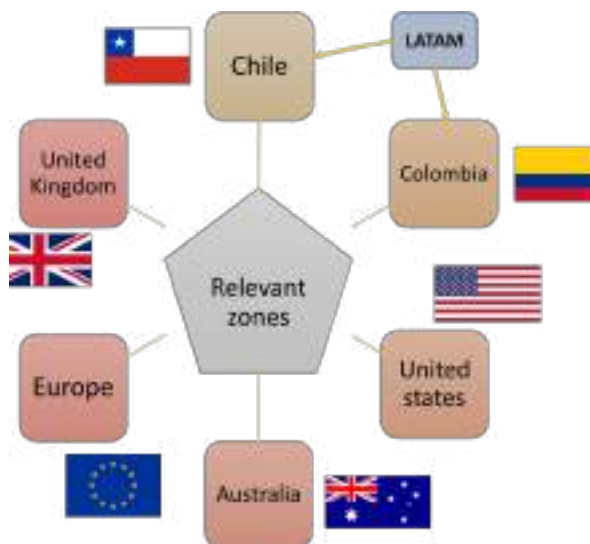 Chile
LATAM
United
Kingdom
Colombia
Relevant
zones
Europe
United
states
Australia